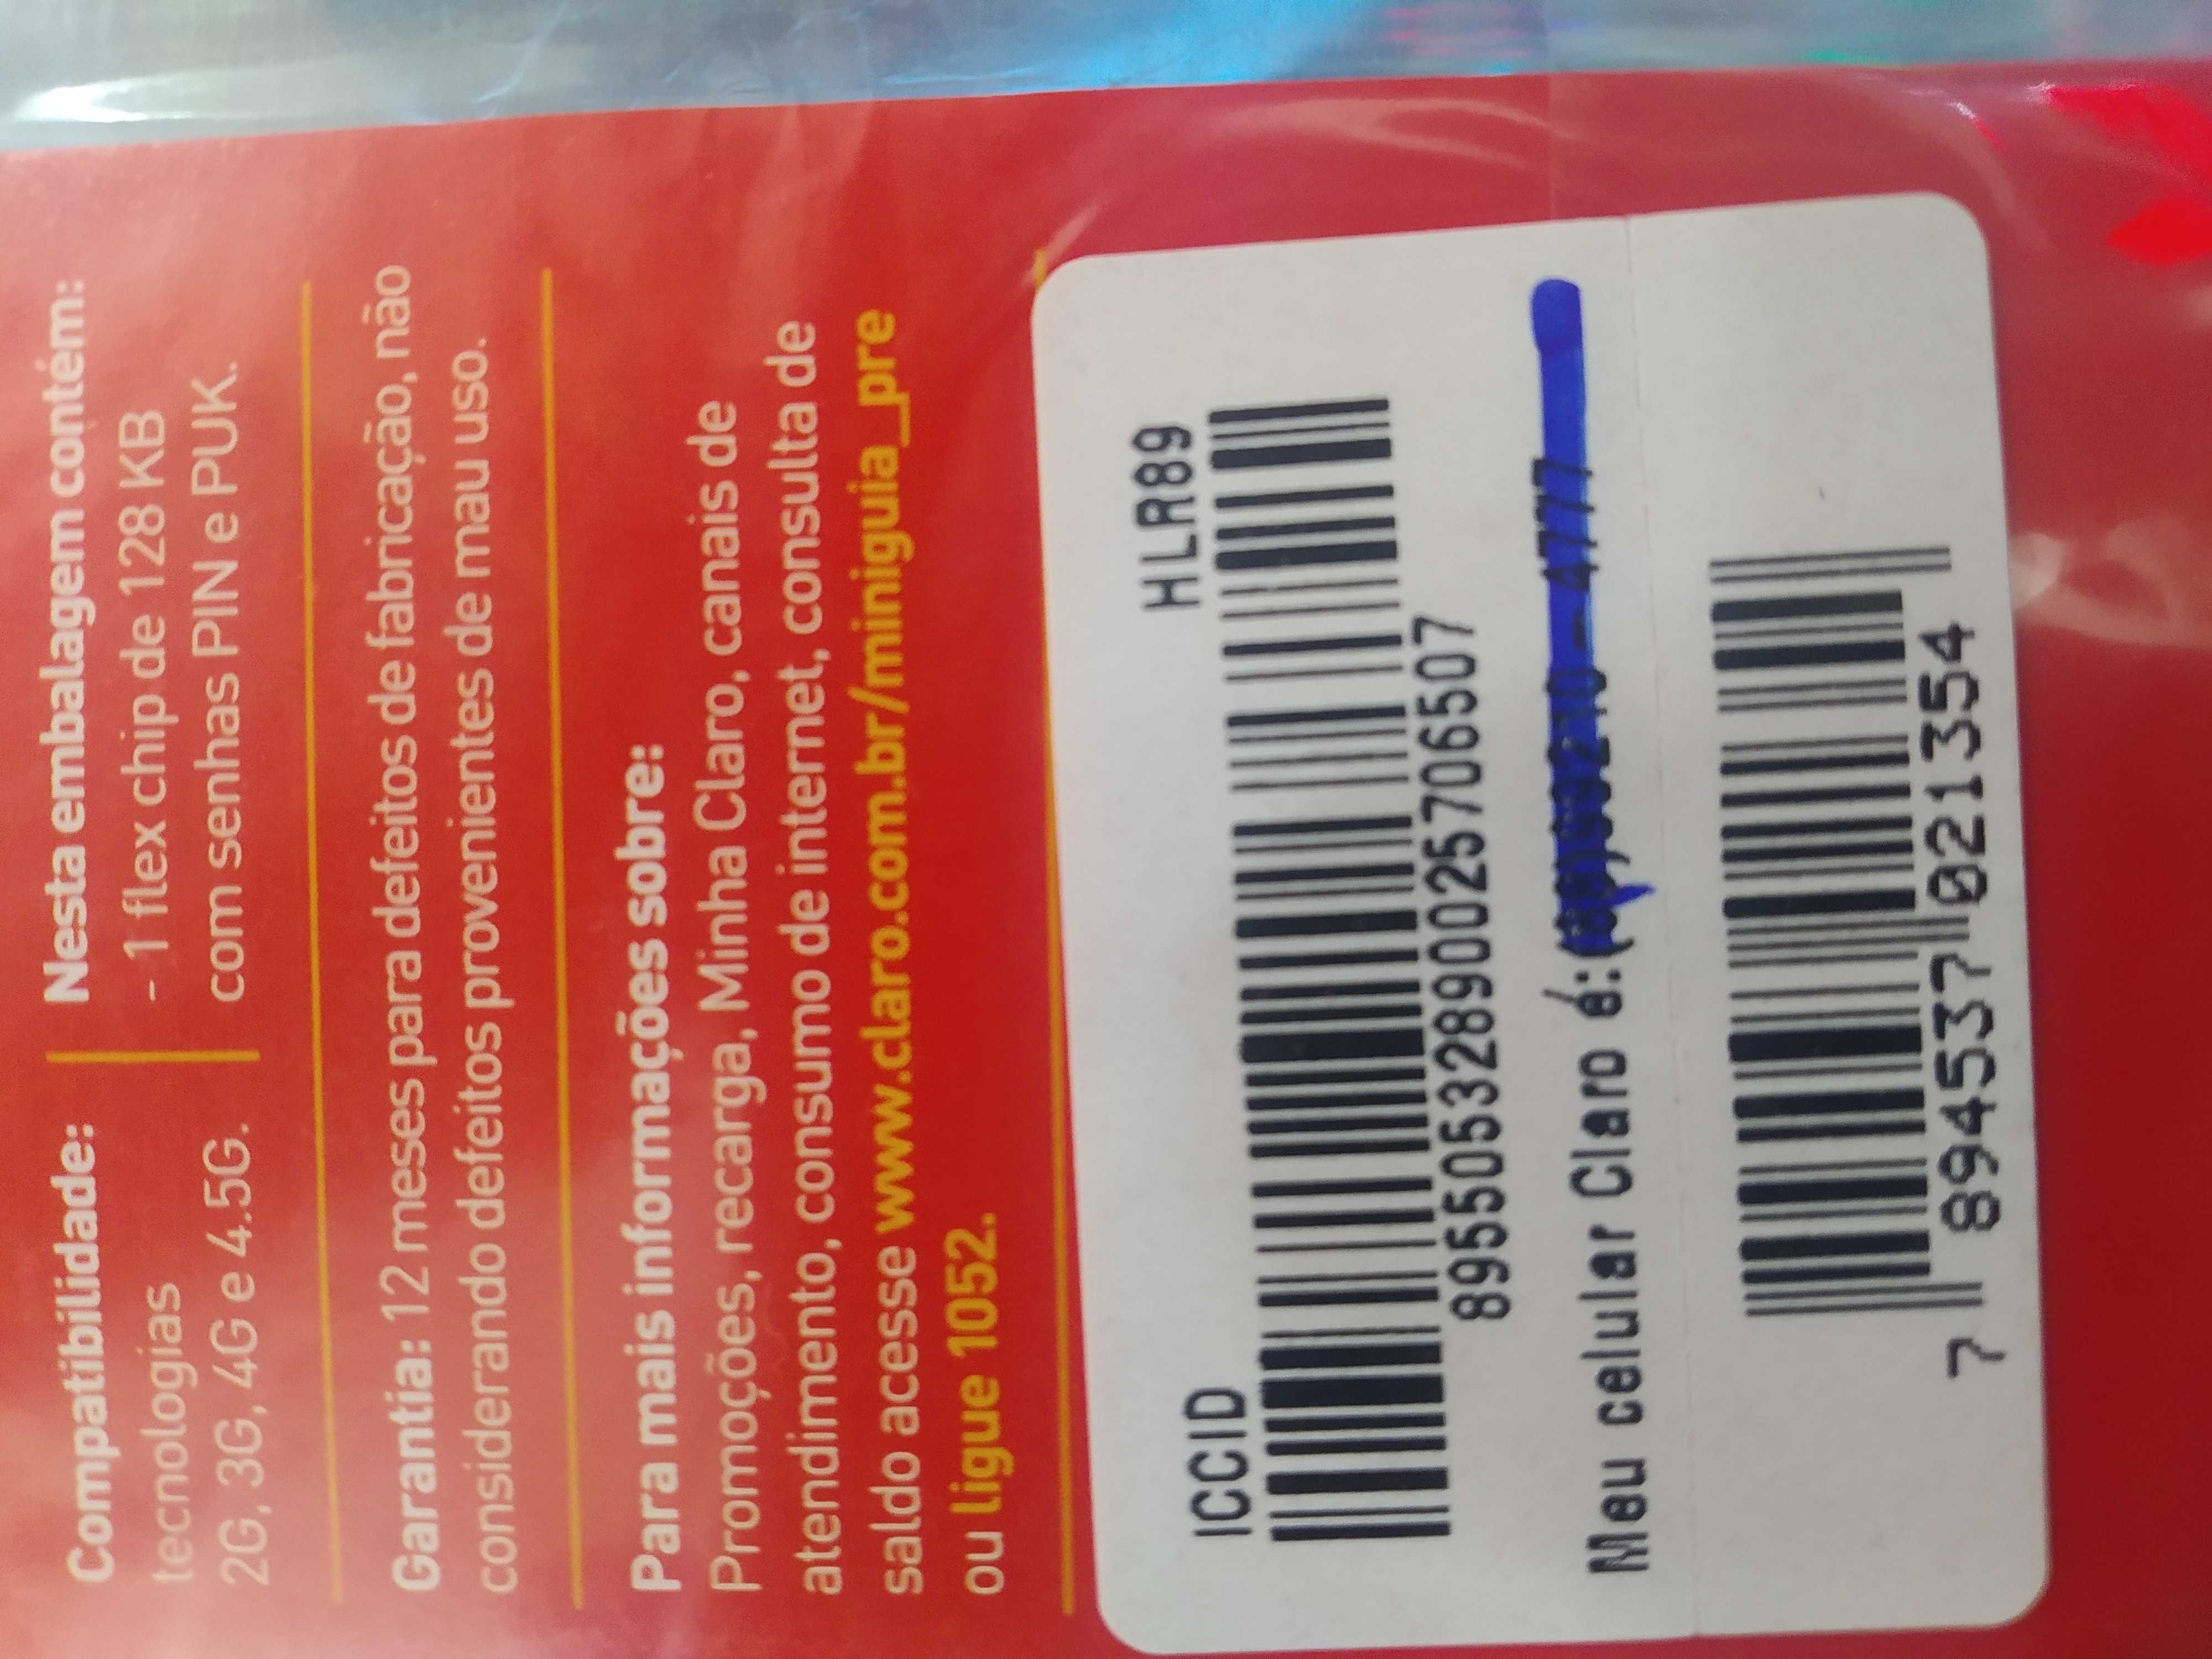 Compatibilidade:
tecnologias
2G, 3G, 4G e 4.5G.
Nesta embalagem contém:
- 1 flex chip de 128 KB
com senhas PIN e PUK.
Garantia: 12 meses para defeitos de fabricação, não
considerando defeitos provenientes de mau uso.
Para mais informações sobre:
Promoções, recarga, Minha Claro, canais de
atendimento, consumo de internet, consulta de
saldo acesse www.claro.com.br/miniguia_pre
ou ligue 1052.
ICCID HLR89
89550532890025706507
Meu celular Claro é:
7 894537 021354